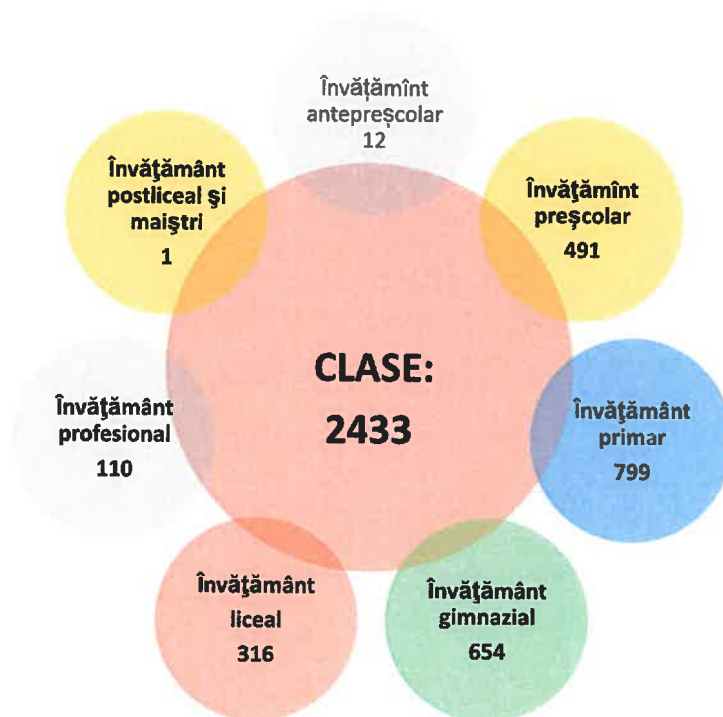 Învățămînt
antepreșcolar
12
Învăţământ
postliceal şi
maiştri
1
Învăţămînt
preşcolar
491
CLASE:
2433
Învăţământ
profesional
110
Învăţământ
primar
799
Învăţământ
liceal
316
Învăţământ
gimnazial
654